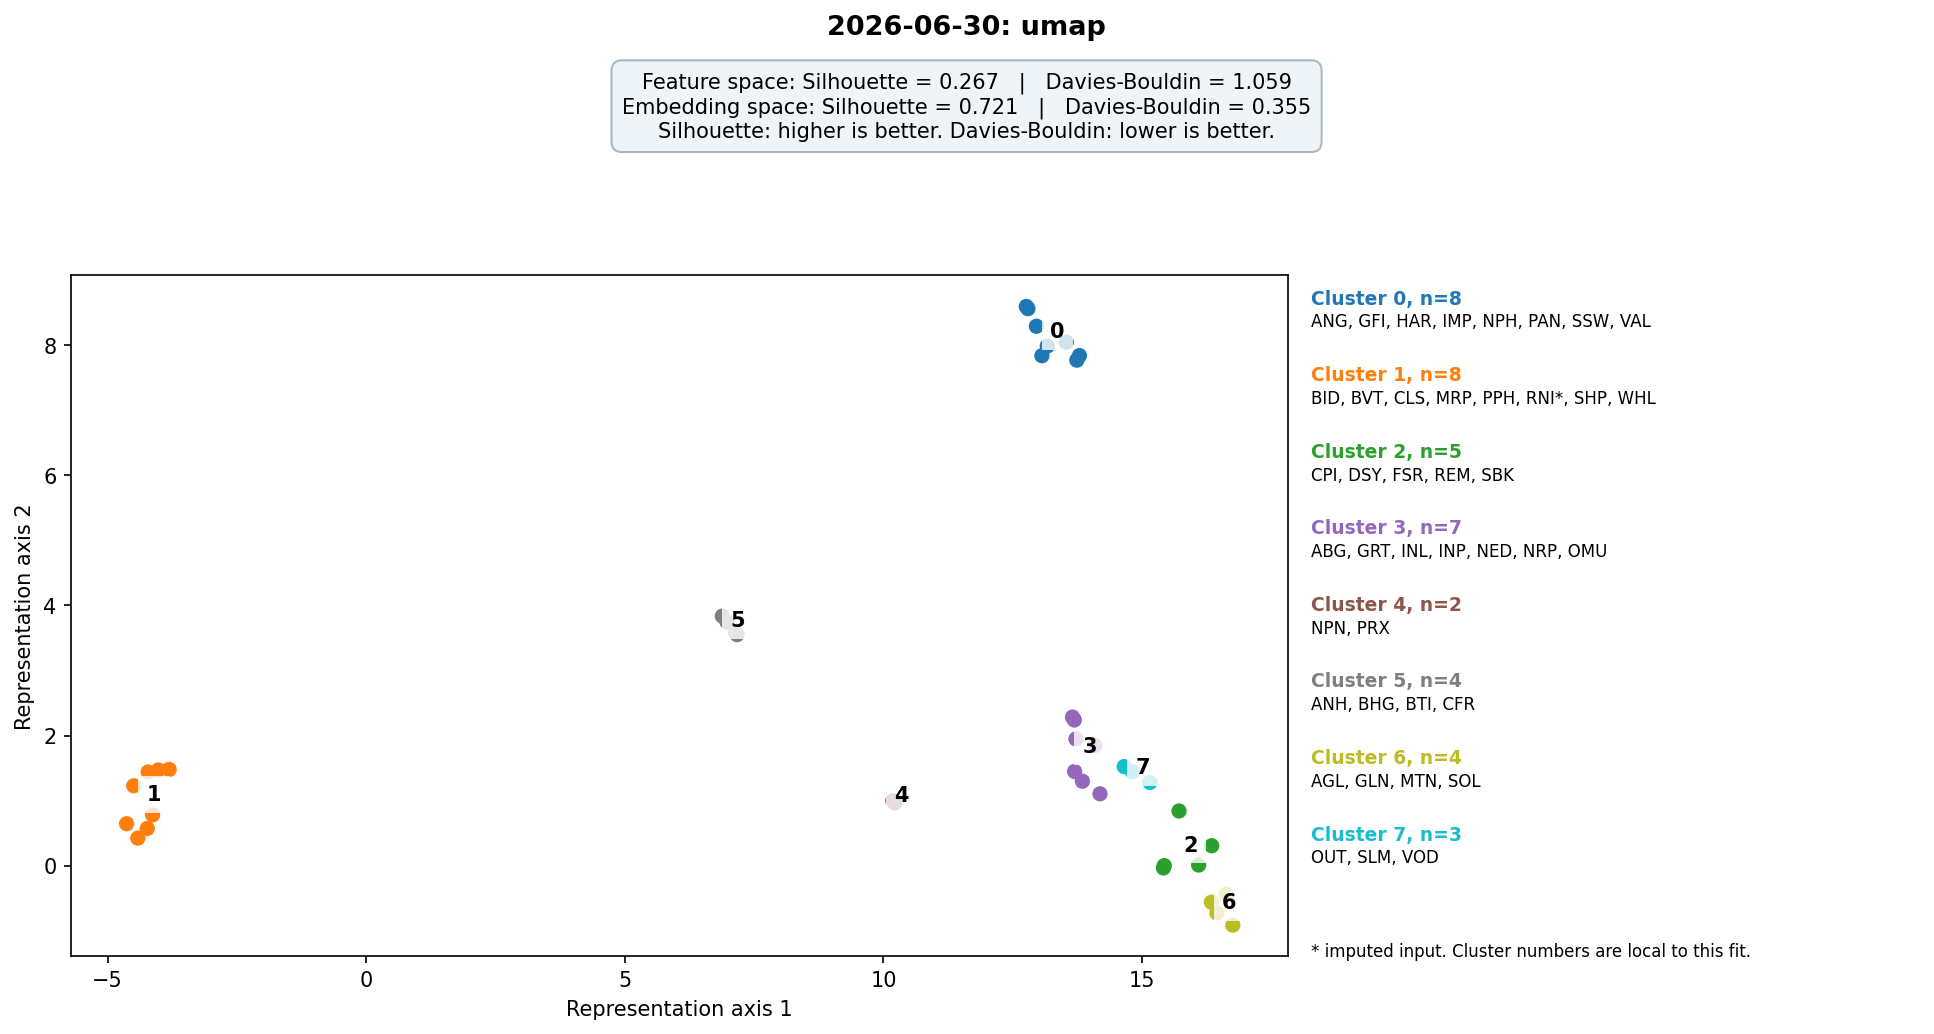 2026-06-30: umap
Feature space: Silhouette = 0.267   |   Davies-Bouldin = 1.059
Embedding space: Silhouette = 0.721   |   Davies-Bouldin = 0.355
Silhouette: higher is better. Davies-Bouldin: lower is better.
Representation axis 2
8
6
4
2
0
0
5
3
7
1
4
2
6
−5
0
5
10
15
Representation axis 1
Cluster 0, n=8
ANG, GFI, HAR, IMP, NPH, PAN, SSW, VAL
Cluster 1, n=8
BID, BVT, CLS, MRP, PPH, RNI*, SHP, WHL
Cluster 2, n=5
CPI, DSY, FSR, REM, SBK
Cluster 3, n=7
ABG, GRT, INL, INP, NED, NRP, OMU
Cluster 4, n=2
NPN, PRX
Cluster 5, n=4
ANH, BHG, BTI, CFR
Cluster 6, n=4
AGL, GLN, MTN, SOL
Cluster 7, n=3
OUT, SLM, VOD
* imputed input. Cluster numbers are local to this fit.